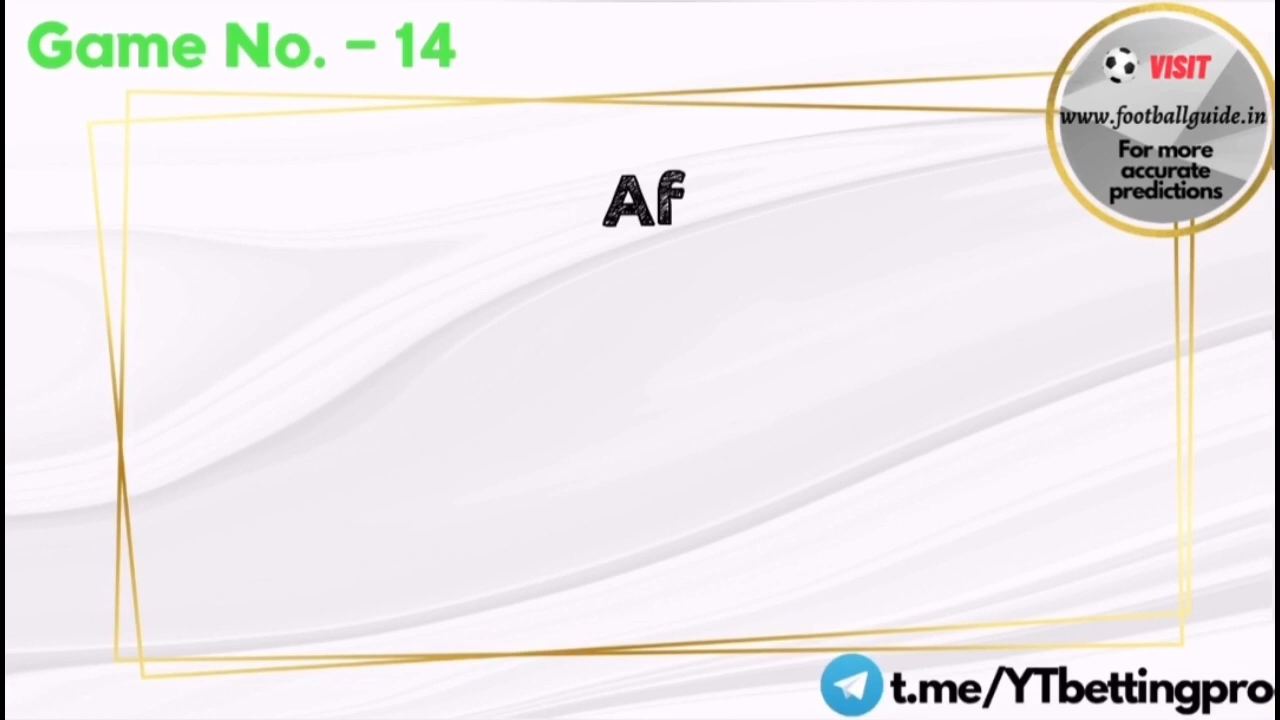 Game No. - 14
VISIT
www.footballguide.in
For more
accurate
predictions
Af
t.me/YTbettingpro